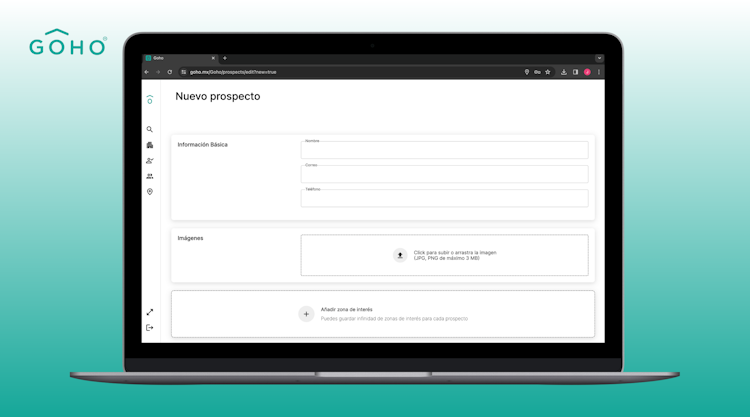 GOHO®
Goho
goho.mx/Goho/prospects/edit?new=true
Nuevo prospecto
Información Básica
Nombre
Correo
Teléfono
Imágenes
Click para subir o arrastra la imagen
(JPG, PNG de máximo 3 MB)
Añadir zona de interés
Puedes guardar infinidad de zonas de interés para cada prospecto